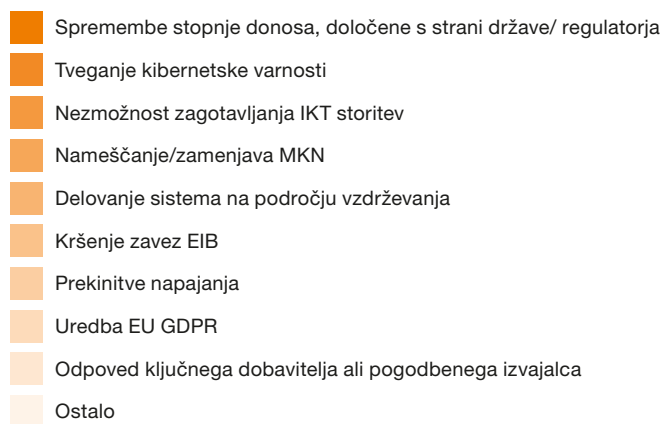 Spremembe stopnje donosa, določene s strani države/ regulatorja
Tveganje kibernetske varnosti
Nezmožnost zagotavljanja IKT storitev
Nameščanje/zamenjava MKN
Delovanje sistema na področju vzdrževanja
Kršenje zavez EIB
Prekinitve napajanja
Uredba EU GDPR
Odpoved ključnega dobavitelja ali pogodbenega izvajalca
Ostalo